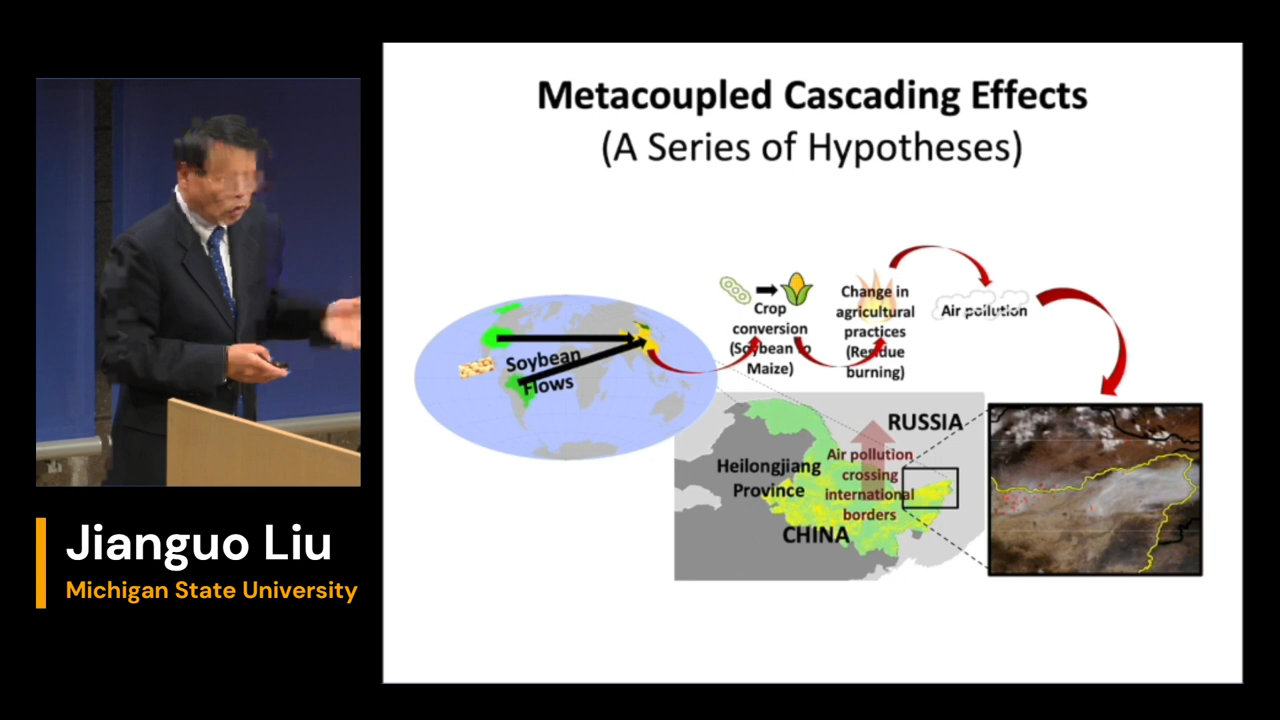 Metacoupled Cascading Effects
(A Series of Hypotheses)
Soybean
Flows
Crop
conversion
(Soybean to
Maize)
Change in
agricultural
practices
(Residue
burning)
Air pollution
RUSSIA
Heilongjiang
Province
Air pollution
crossing
international
borders
CHINA
Jianguo Liu
Michigan State University